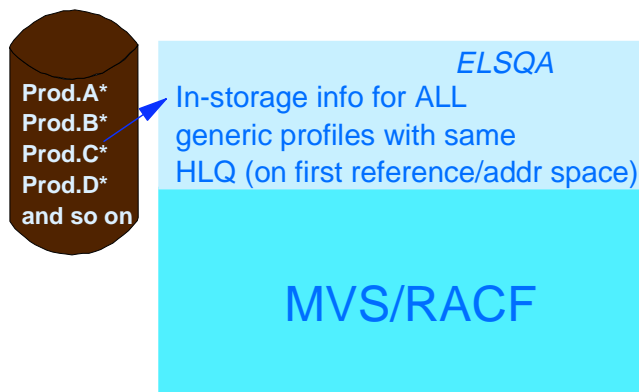 Prod.A*
Prod.B*
Prod.C*
Prod.D*
and so on
ELSQA
In-storage info for ALL
generic profiles with same
HLQ (on first reference/addr space)
MVS/RACF